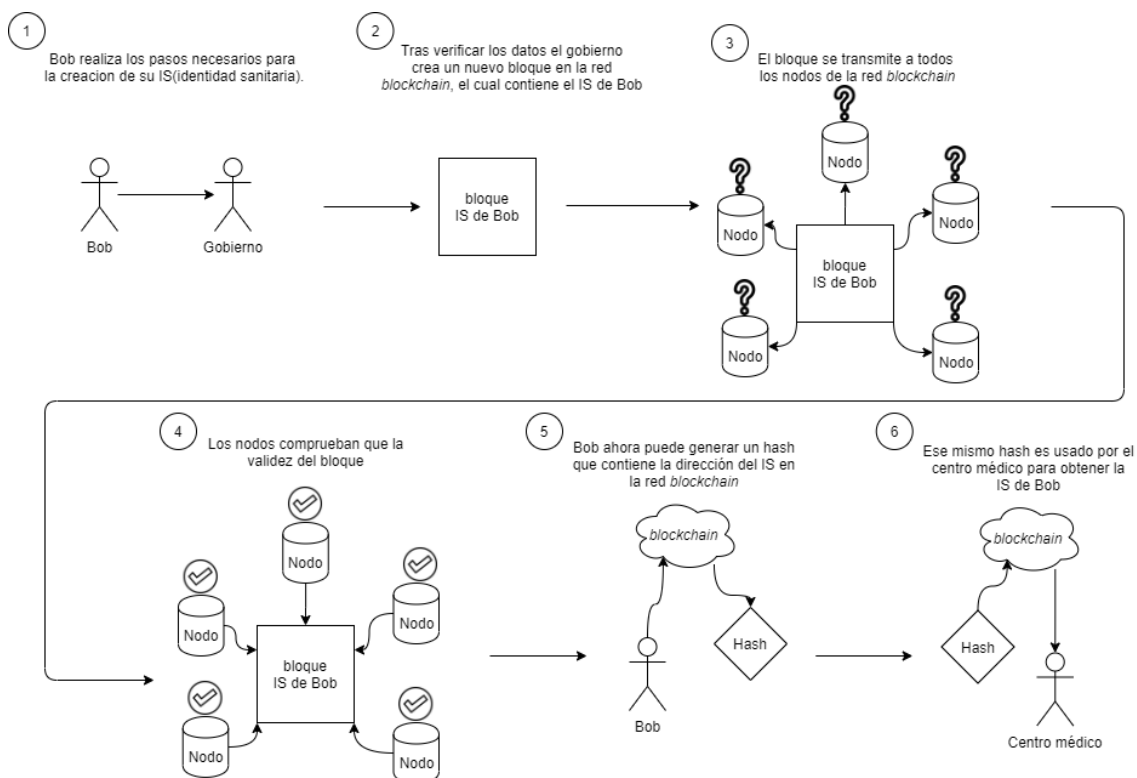 1
Bob realiza los pasos necesarios para
la creacion de su IS(identidad sanitaria).
Bob
Gobierno
2
Tras verificar los datos el gobierno
crea un nuevo bloque en la red
blockchain, el cual contiene el IS de Bob
bloque
IS de Bob
3
El bloque se transmite a todos
los nodos de la red blockchain
Nodo
Nodo
Nodo
bloque
IS de Bob
Nodo
Nodo
4
Los nodos comprueban que la
validez del bloque
Nodo
Nodo
Nodo
bloque
IS de Bob
Nodo
Nodo
5
Bob ahora puede generar un hash
que contiene la dirección del IS en
la red blockchain
blockchain
Hash
Bob
6
Ese mismo hash es usado por el
centro médico para obtener la
IS de Bob
blockchain
Hash
Centro médico